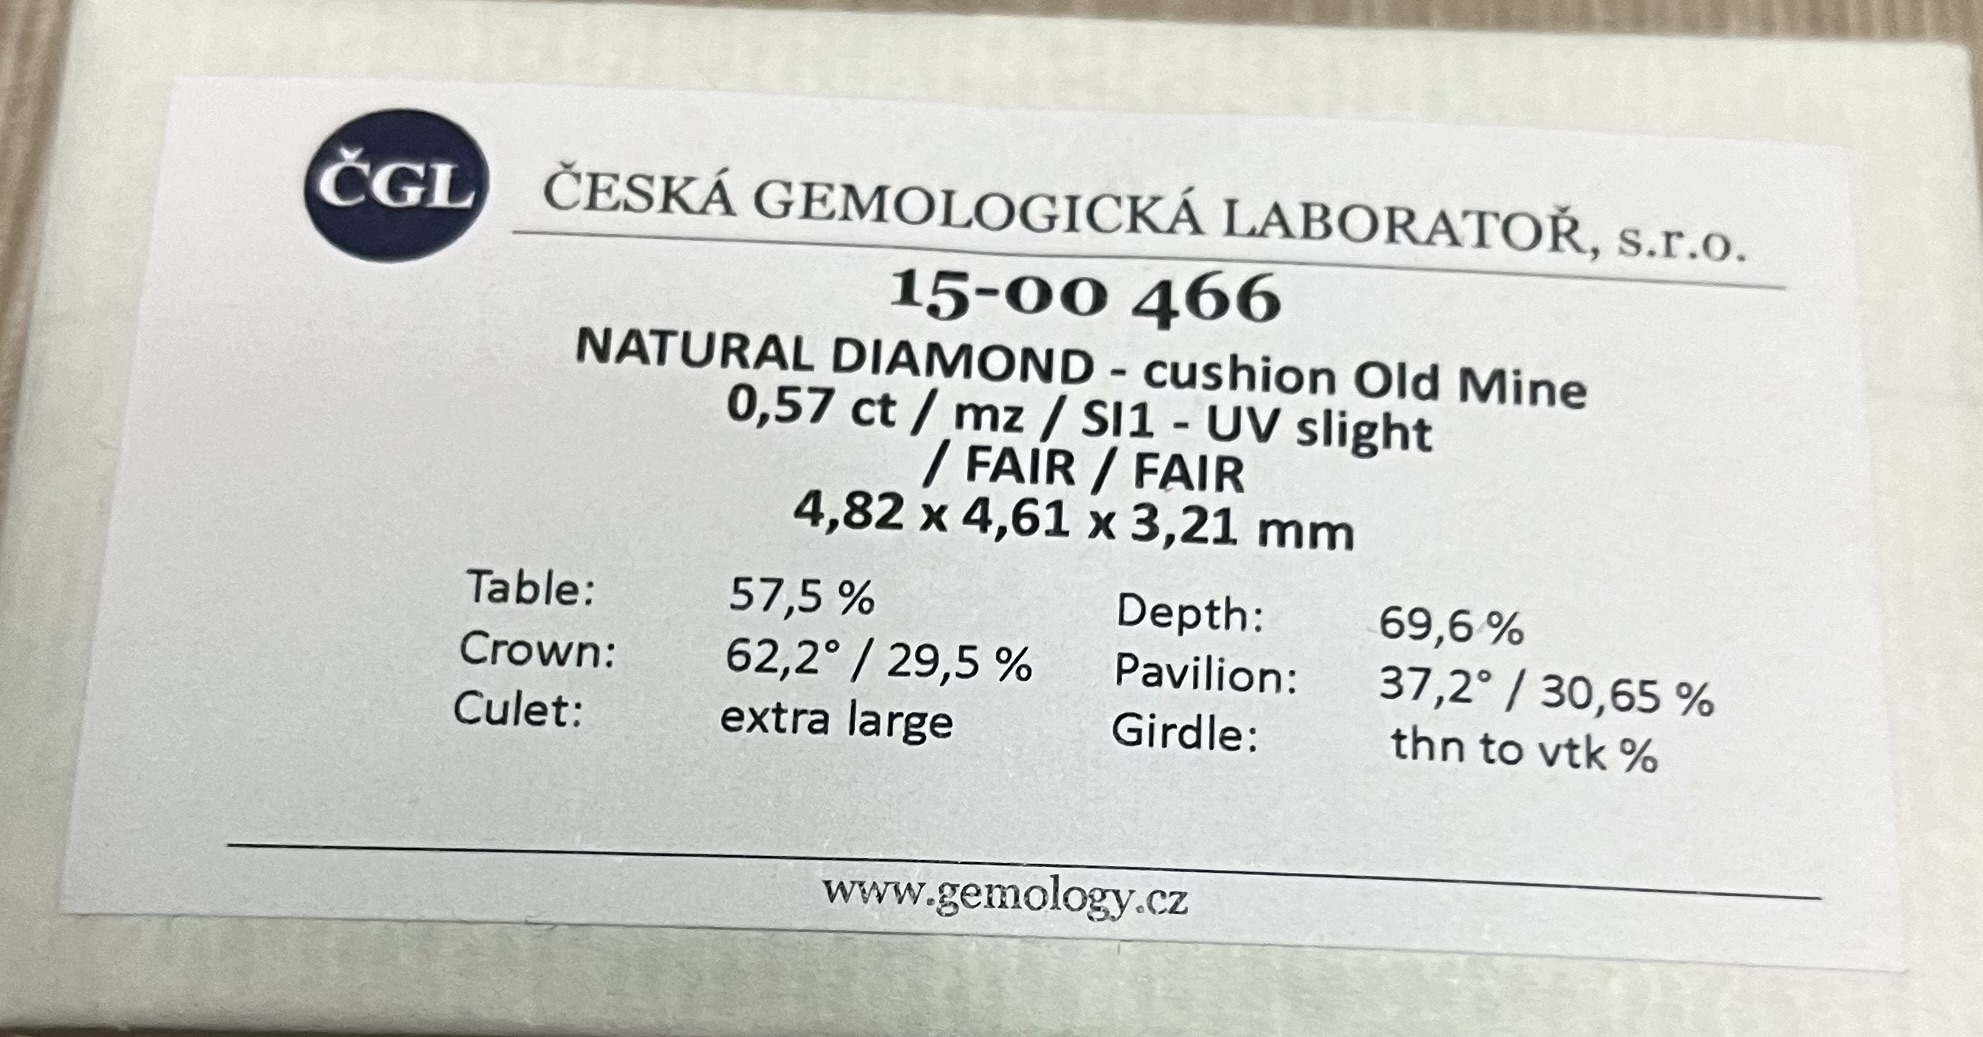 ČGL
ČESKÁ GEMOLOGICKÁ LABORATOŘ, s.r.o.
15-00 466
NATURAL DIAMOND - cushion Old Mine
0,57 ct / mz / SI1 - UV slight
/ FAIR / FAIR
4,82 x 4,61 x 3,21 mm
Table: 57,5 % Depth: 69,6 %
Crown: 62,2° / 29,5 % Pavilion: 37,2° / 30,65 %
Culet: extra large Girdle: thn to vtk %
www.gemology.cz